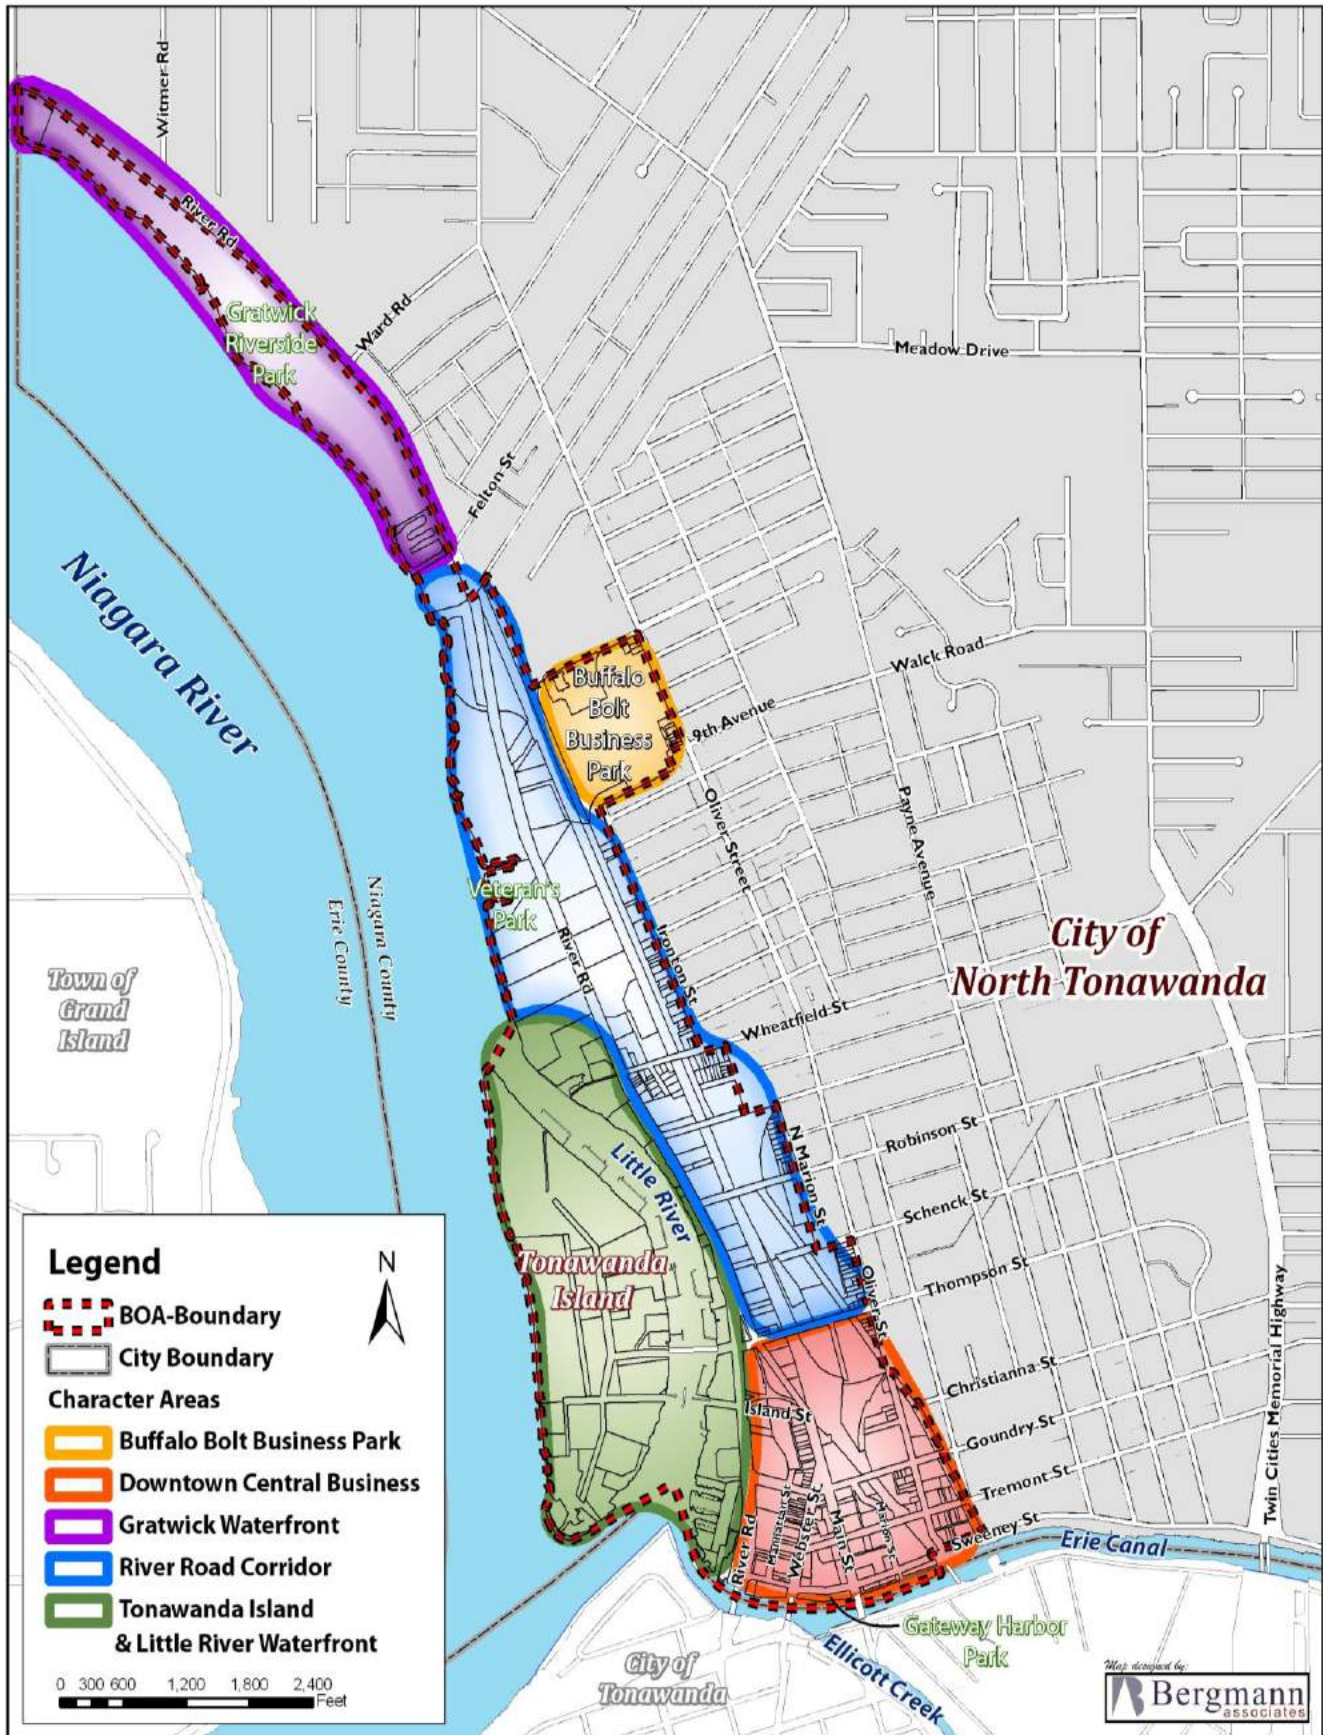 Witmer Rd
River Rd
Gratwick
Riverside
Park
Ward Rd
Meadow Drive
Felton St
Niagara River
Buffalo
Bolt
Business
Park
Walck Road
9th Avenue
Oliver Street
Payne Avenue
Veteran's
Park
Niagara County
Erie County
River Rd
Ironton St
City of
North Tonawanda
Town of
Grand
Island
Wheatfield St
Robinson St
N Marion St
Little River
Schenck St
Thompson St
Oliver St
Tonawanda
Island
Twin Cities Memorial Highway
Christianna St
Island St
Goundry St
Tremont St
Sweeney St
Erie Canal
River Rd
Manhattan St
Webster St
Main St
Marion St
Gateway Harbor
Park
Ellicott Creek
City of
Tonawanda
Legend
N
BOA-Boundary
City Boundary
Character Areas
Buffalo Bolt Business Park
Downtown Central Business
Gratwick Waterfront
River Road Corridor
Tonawanda Island
& Little River Waterfront
0 300 600 1,200 1,800 2,400
Feet
Map designed by:
Bergmann
associates